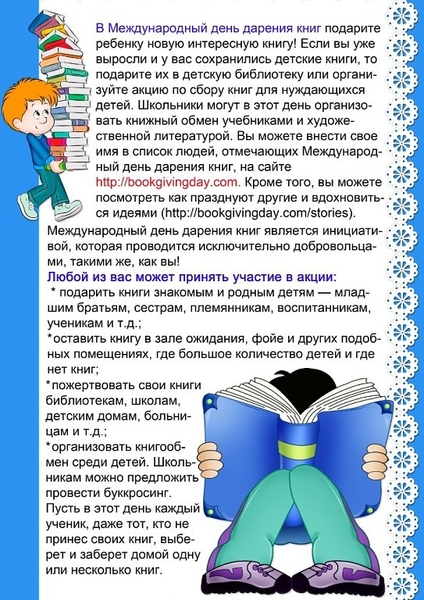 В Международный день дарения книг подарите
ребенку новую интересную книгу! Если вы уже
выросли и у вас сохранились детские книги, то
подарите их в детскую библиотеку или органи-
зуйте акцию по сбору книг для нуждающихся
детей. Школьники могут в этот день организо-
вать книжный обмен учебниками и художе-
ственной литературой. Вы можете внести свое
имя в список людей, отмечающих Международ-
ный день дарения книг, на сайте
http://bookgivingday.com. Кроме того, вы можете
посмотреть как празднуют другие и вдохновить-
ся идеями (http://bookgivingday.com/stories).
Международный день дарения книг является инициати-
вой, которая проводится исключительно добровольца-
ми, такими же, как вы!
Любой из вас может принять участие в акции:
* подарить книги знакомым и родным детям — млад-
шим братьям, сестрам, племянникам, воспитанникам,
ученикам и т.д.;
*оставить книгу в зале ожидания, фойе и других подоб-
ных помещениях, где большое количество детей и где
нет книг;
*пожертвовать свои книги
библиотекам, школам,
детским домам, больни-
цам и т.д.;
*организовать книгооб-
мен среди детей. Школь-
никам можно предложить
провести буккросинг.
Пусть в этот день каждый
ученик, даже тот, кто не
принес своих книг, выбе-
рет и заберет домой одну
или несколько книг.